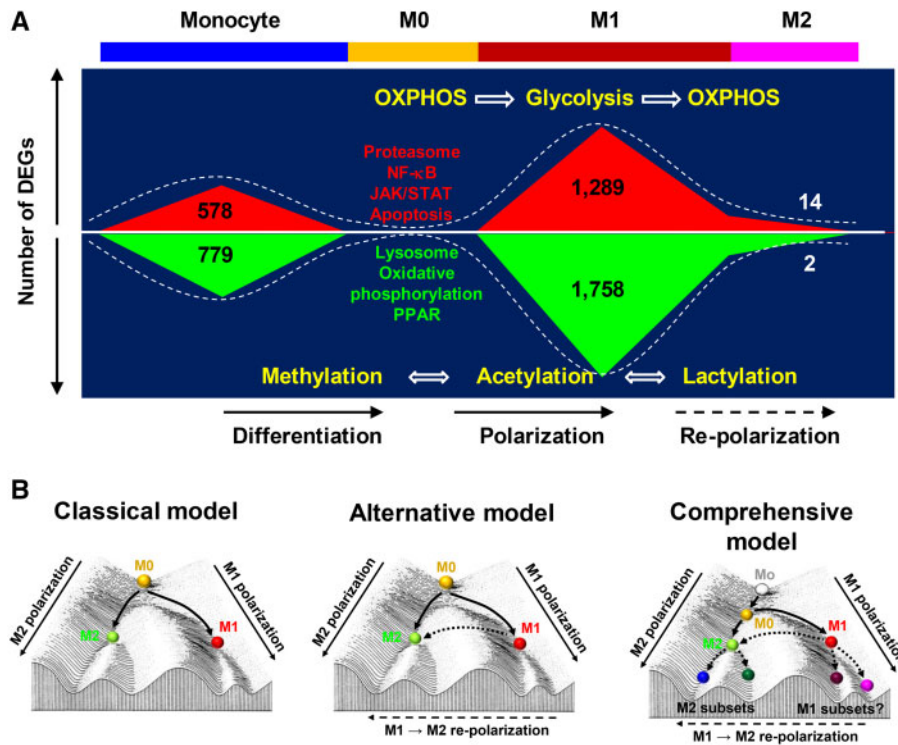 A
Monocyte M0 M1 M2
Number of DEGs
OXPHOS ⇨ Glycolysis ⇨ OXPHOS
Proteasome
NF-κB
JAK/STAT
Apoptosis
578
1,289
14
779
1,758
2
Lysosome
Oxidative
phosphorylation
PPAR
Methylation ⇔ Acetylation ⇔ Lactylation
Differentiation Polarization Re-polarization
B
Classical model
M2 polarization
M0
M1 polarization
M2
M1
Alternative model
M2 polarization
M0
M1 polarization
M2
M1
M1 → M2 re-polarization
Comprehensive
model
M2 polarization
Mo
M1 polarization
M0
M1
M2
M2 subsets
M1 subsets?
M1 → M2 re-polarization